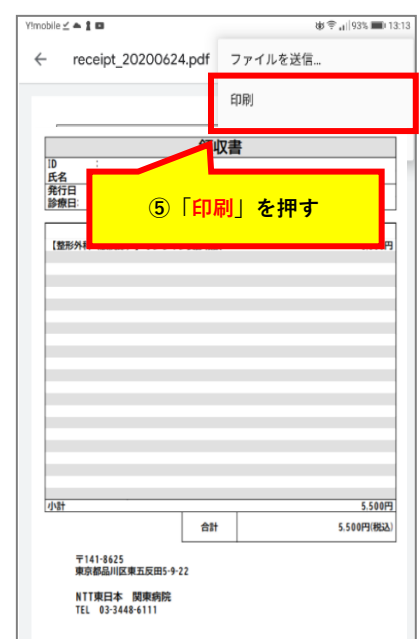 Y!mobile 93% 13:13
← receipt_20200624.pdf
ファイルを送信...
印刷
領収書
ID :
氏名
発行日
診療日:
⑤「印刷」を押す
【整形外科
円
小計 5.500円
合計 5.500円(税込)
〒141-8625
東京都品川区東五反田5-9-22
NTT東日本 関東病院
TEL 03-3448-6111